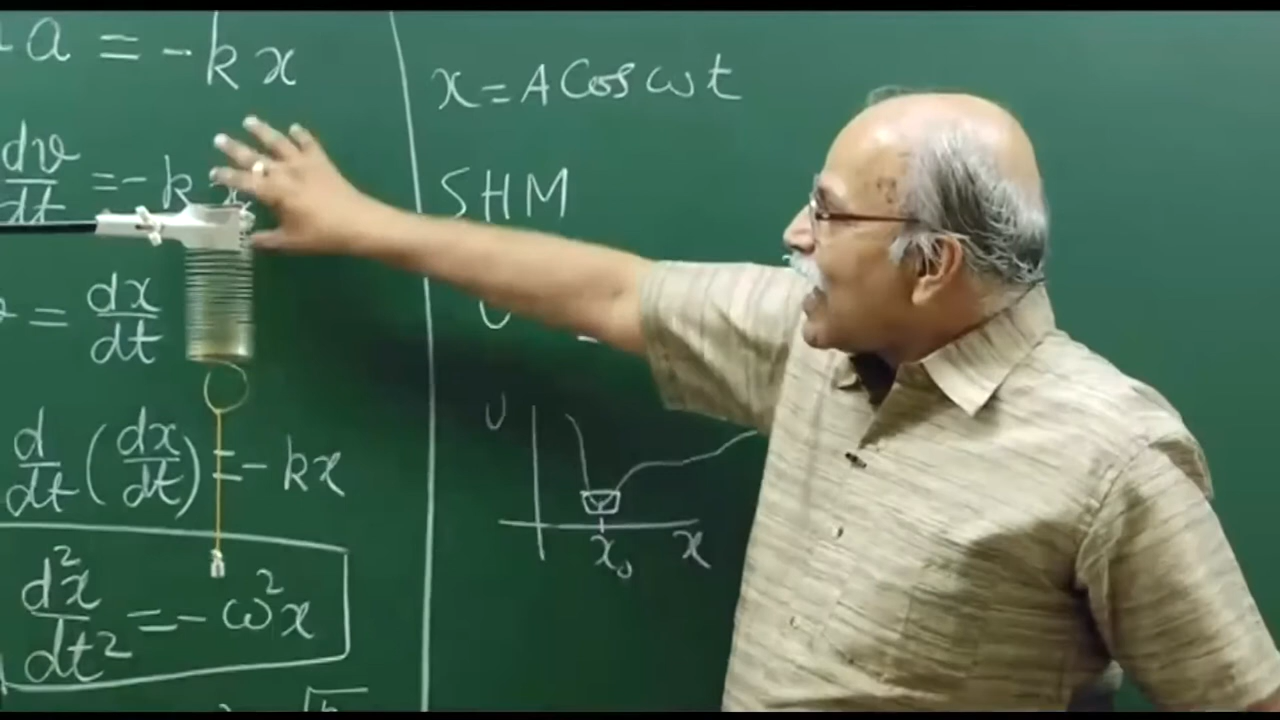 a = -kx
dv/dt = -k x
= dx/dt
d/dt (dx/dt) = - kx
d²x/dt² = - ω²x
x = A Cos ωt
SHM
U
U
x₀ x